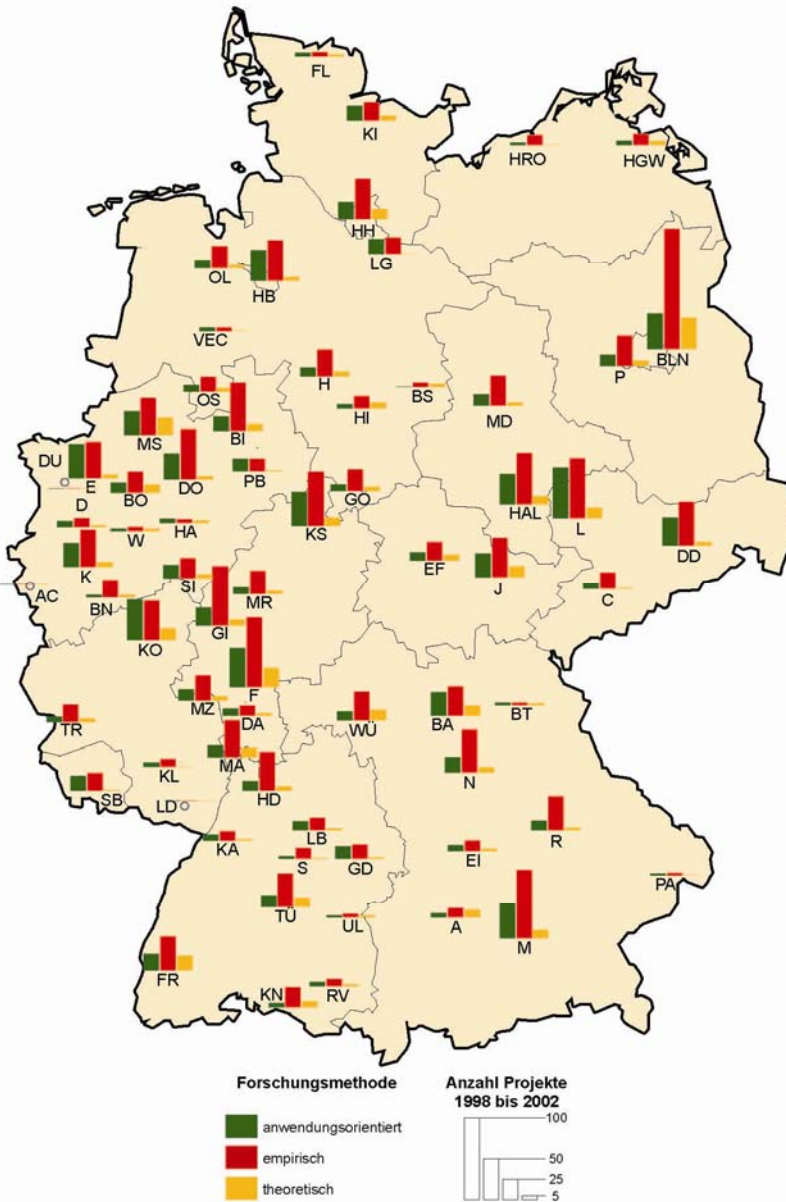 FL
KI
HRO
HGW
HH
LG
OL
HB
VEC
BLN
P
H
HI
BS
MD
OS
MS
BI
DU
E
D
BO
DO
PB
GO
KS
HAL
L
DD
W
HA
K
SI
EF
J
C
AC
BN
KO
GI
MR
F
MZ
DA
WÜ
BA
BT
TR
MA
N
KL
SB
LD
HD
R
KA
LB
S
GD
EI
PA
TÜ
UL
A
M
FR
KN
RV
Forschungsmethode
anwendungsorientiert
empirisch
theoretisch
Anzahl Projekte
1998 bis 2002
100
50
25
5